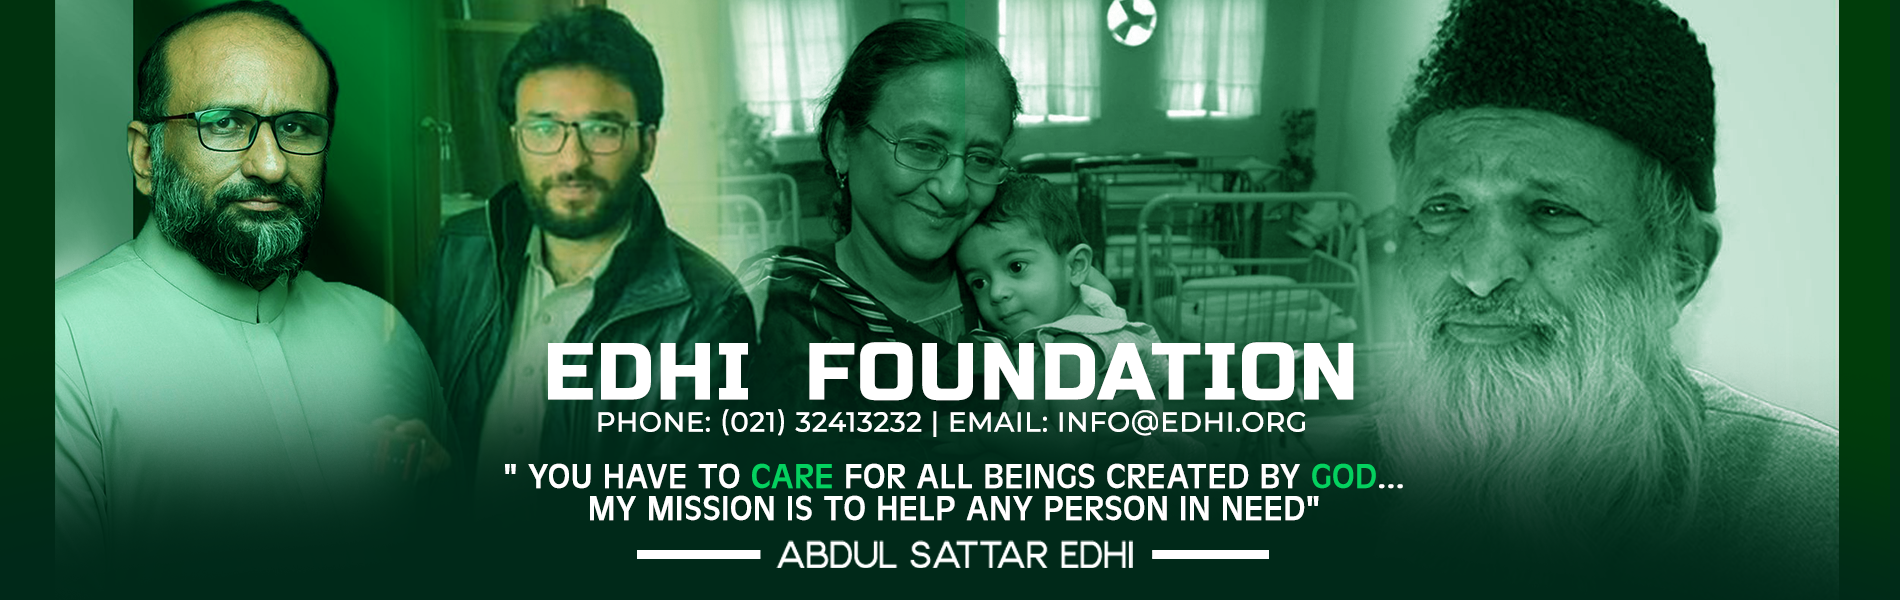 EDHI FOUNDATION
PHONE: (021) 32413232 | EMAIL: INFO@EDHI.ORG
" YOU HAVE TO CARE FOR ALL BEINGS CREATED BY GOD...
MY MISSION IS TO HELP ANY PERSON IN NEED"
ABDUL SATTAR EDHI